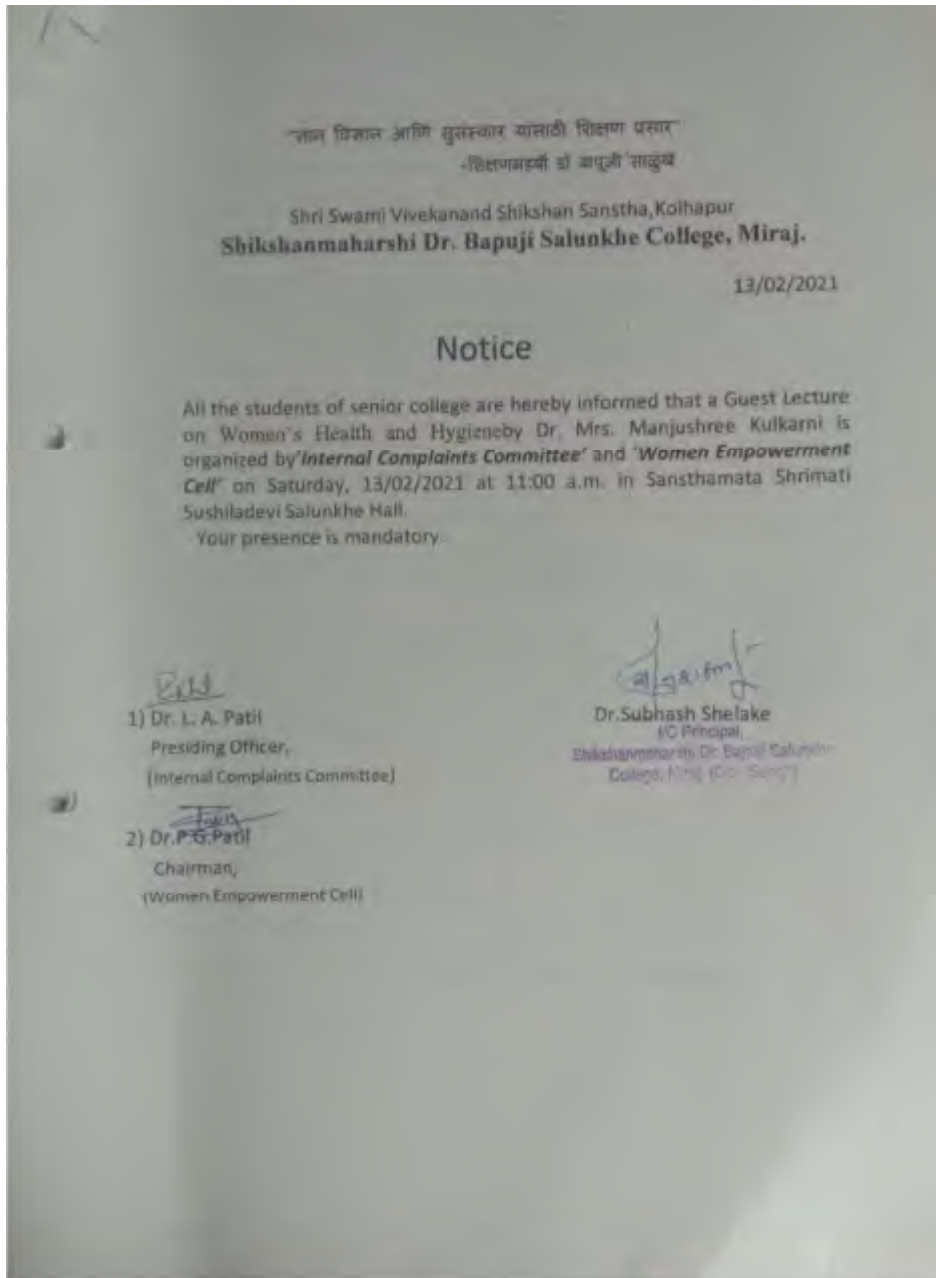 "ज्ञान विज्ञान आणि सुसंस्कार यांसाठी शिक्षण प्रसार"
-शिक्षणमहर्षी डॉ बापूजी साळुंखे
Shri Swami Vivekanand Shikshan Sanstha,Kolhapur
Shikshanmaharshi Dr. Bapuji Salunkhe College, Miraj.
13/02/2021
Notice
All the students of senior college are hereby informed that a Guest Lecture
on Women's Health and Hygieneby Dr. Mrs. Manjushree Kulkarni is
organized by'Internal Complaints Committee' and 'Women Empowerment
Cell' on Saturday, 13/02/2021 at 11:00 a.m. in Sansthamata Shrimati
Sushiladevi Salunkhe Hall.
Your presence is mandatory.
1) Dr. L. A. Patil
Presiding Officer,
(Internal Complaints Committee)
2) Dr.P.G.Patil
Chairman,
(Women Empowerment Cell)
Dr.Subhash Shelake
I/C Principal,
Shikshanmaharshi Dr. Bapuji Salunkhe
College, Miraj